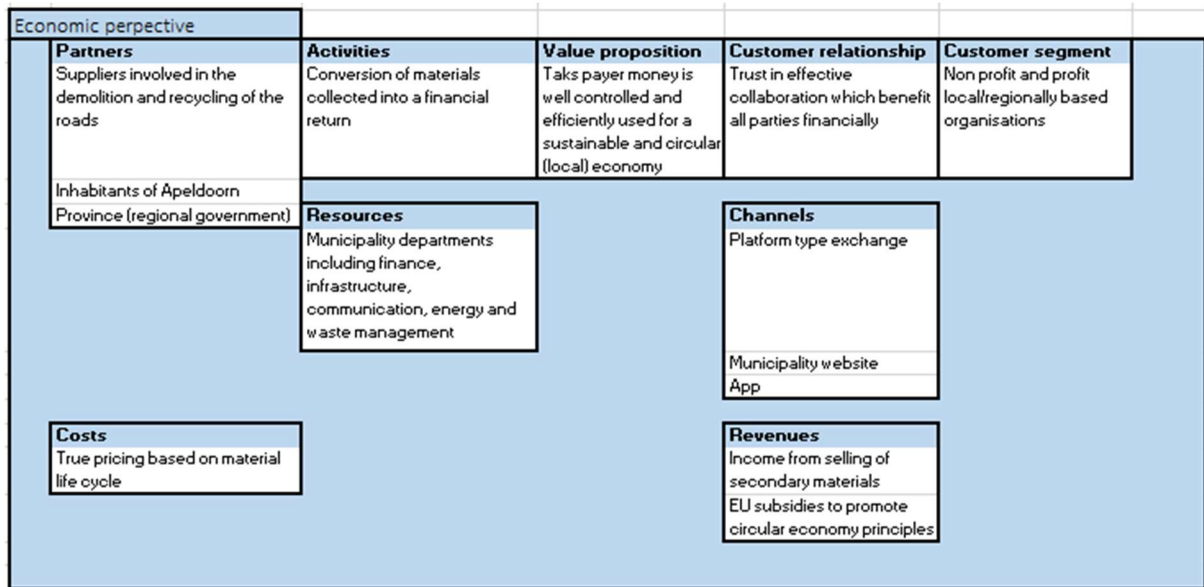 Economic perpective
Partners
Suppliers involved in the
demolition and recycling of the
roads
Inhabitants of Apeldoorn
Province (regional government)
Activities
Conversion of materials
collected into a financial
return
Value proposition
Taks payer money is
well controlled and
efficiently used for a
sustainable and circular
(local) economy
Customer relationship
Trust in effective
collaboration which benefit
all parties financially
Customer segment
Non profit and profit
local/regionally based
organisations
Resources
Municipality departments
including finance,
infrastructure,
communication, energy and
waste management
Channels
Platform type exchange
Municipality website
App
Costs
True pricing based on material
life cycle
Revenues
Income from selling of
secondary materials
EU subsidies to promote
circular economy principles